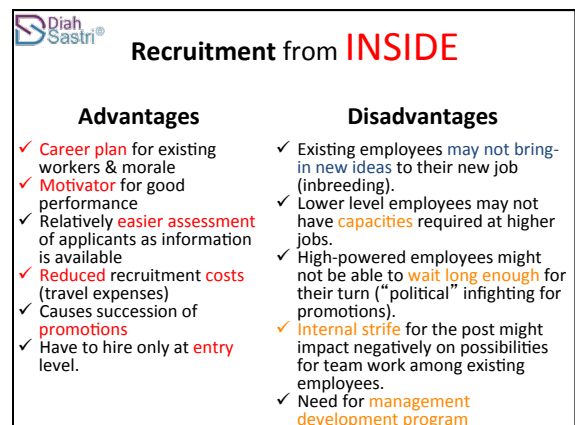 Diah
Sastri®
Recruitment from INSIDE
Advantages
✓ Career plan for existing
workers & morale
✓ Motivator for good
performance
✓ Relatively easier assessment
of applicants as information
is available
✓ Reduced recruitment costs
(travel expenses)
✓ Causes succession of
promotions
✓ Have to hire only at entry
level.
Disadvantages
✓ Existing employees may not bring-
in new ideas to their new job
(inbreeding).
✓ Lower level employees may not
have capacities required at higher
jobs.
✓ High-powered employees might
not be able to wait long enough for
their turn (“political” infighting for
promotions).
✓ Internal strife for the post might
impact negatively on possibilities
for team work among existing
employees.
✓ Need for management
development program